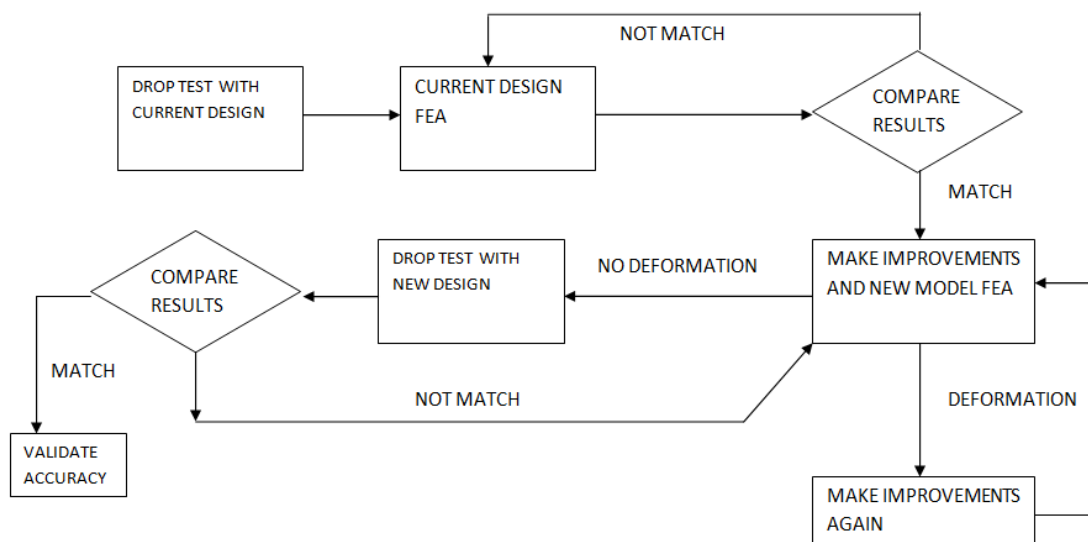 NOT MATCH
DROP TEST WITH
CURRENT DESIGN
CURRENT DESIGN
FEA
COMPARE
RESULTS
MATCH
MAKE IMPROVEMENTS
AND NEW MODEL FEA
NO DEFORMATION
DROP TEST WITH
NEW DESIGN
COMPARE
RESULTS
MATCH
NOT MATCH
DEFORMATION
VALIDATE
ACCURACY
MAKE IMPROVEMENTS
AGAIN